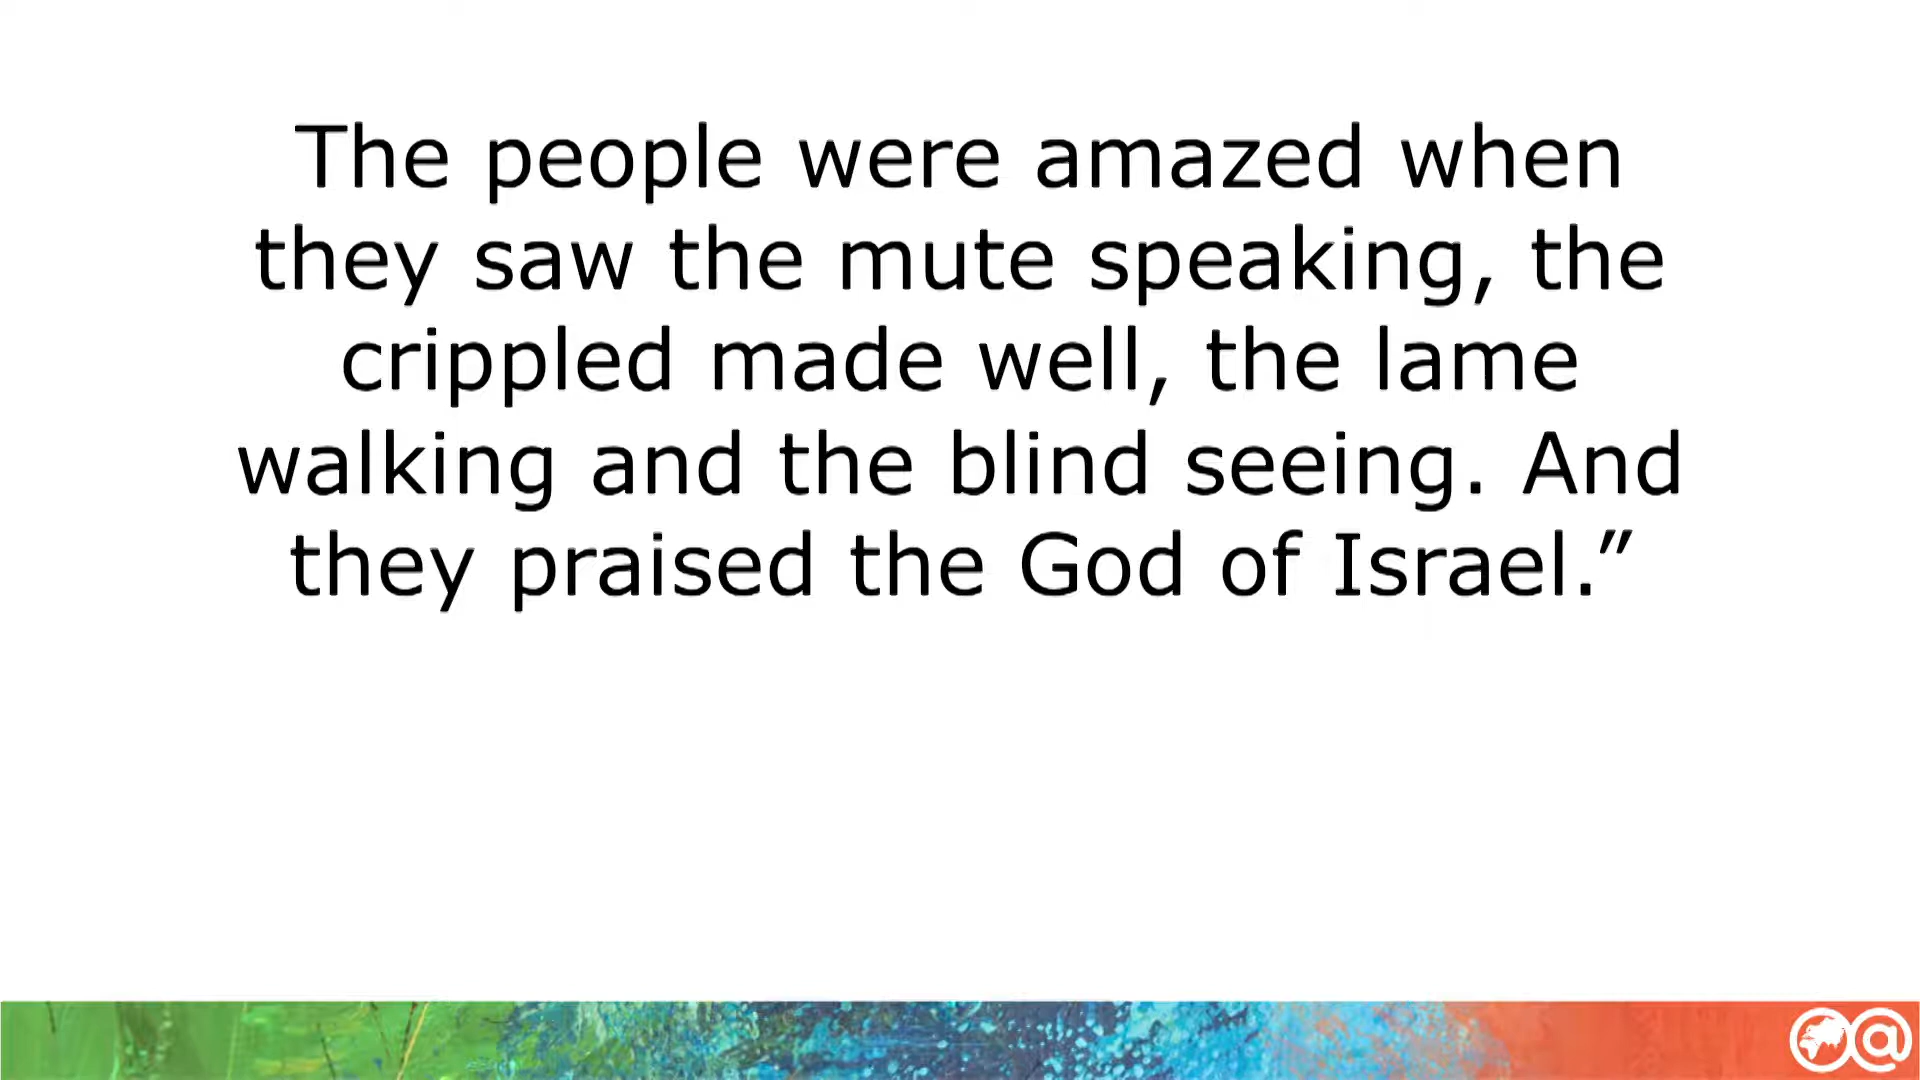 The people were amazed when
they saw the mute speaking, the
crippled made well, the lame
walking and the blind seeing. And
they praised the God of Israel.”
@